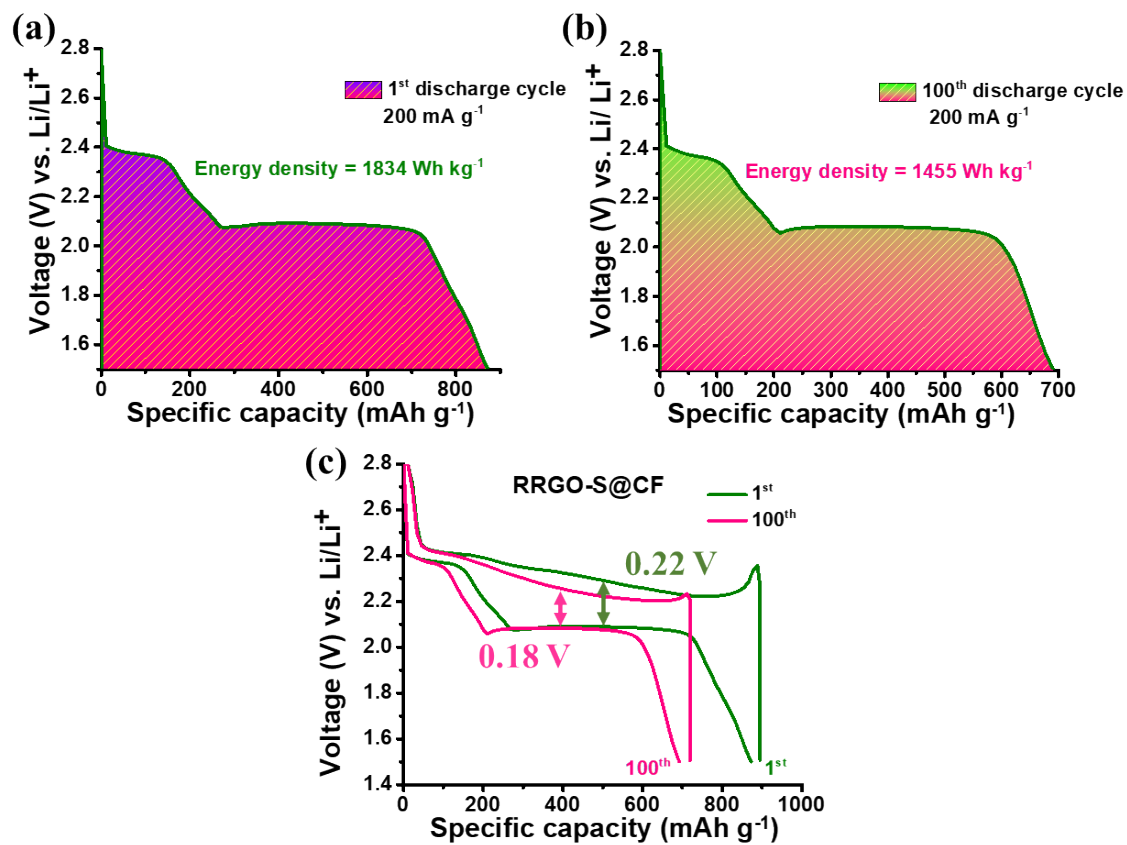 (a)
Voltage (V) vs. Li/Li⁺
2.8
2.6
2.4
2.2
2.0
1.8
1.6
1ˢᵗ discharge cycle
200 mA g⁻¹
Energy density = 1834 Wh kg⁻¹
0 200 400 600 800
Specific capacity (mAh g⁻¹)
(b)
Voltage (V) vs. Li/ Li⁺
2.8
2.6
2.4
2.2
2.0
1.8
1.6
100ᵗʰ discharge cycle
200 mA g⁻¹
Energy density = 1455 Wh kg⁻¹
0 100 200 300 400 500 600 700
Specific capacity (mAh g⁻¹)
(c)
Voltage (V) vs. Li/Li⁺
2.8
2.6
2.4
2.2
2.0
1.8
1.6
1.4
RRGO-S@CF
1ˢᵗ
100ᵗʰ
0.22 V
0.18 V
100ᵗʰ
1ˢᵗ
0 200 400 600 800 1000
Specific capacity (mAh g⁻¹)